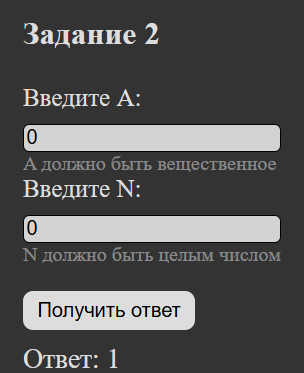 Задание 2
Введите A:
0
A должно быть вещественное
Введите N:
0
N должно быть целым числом
Получить ответ
Ответ: 1